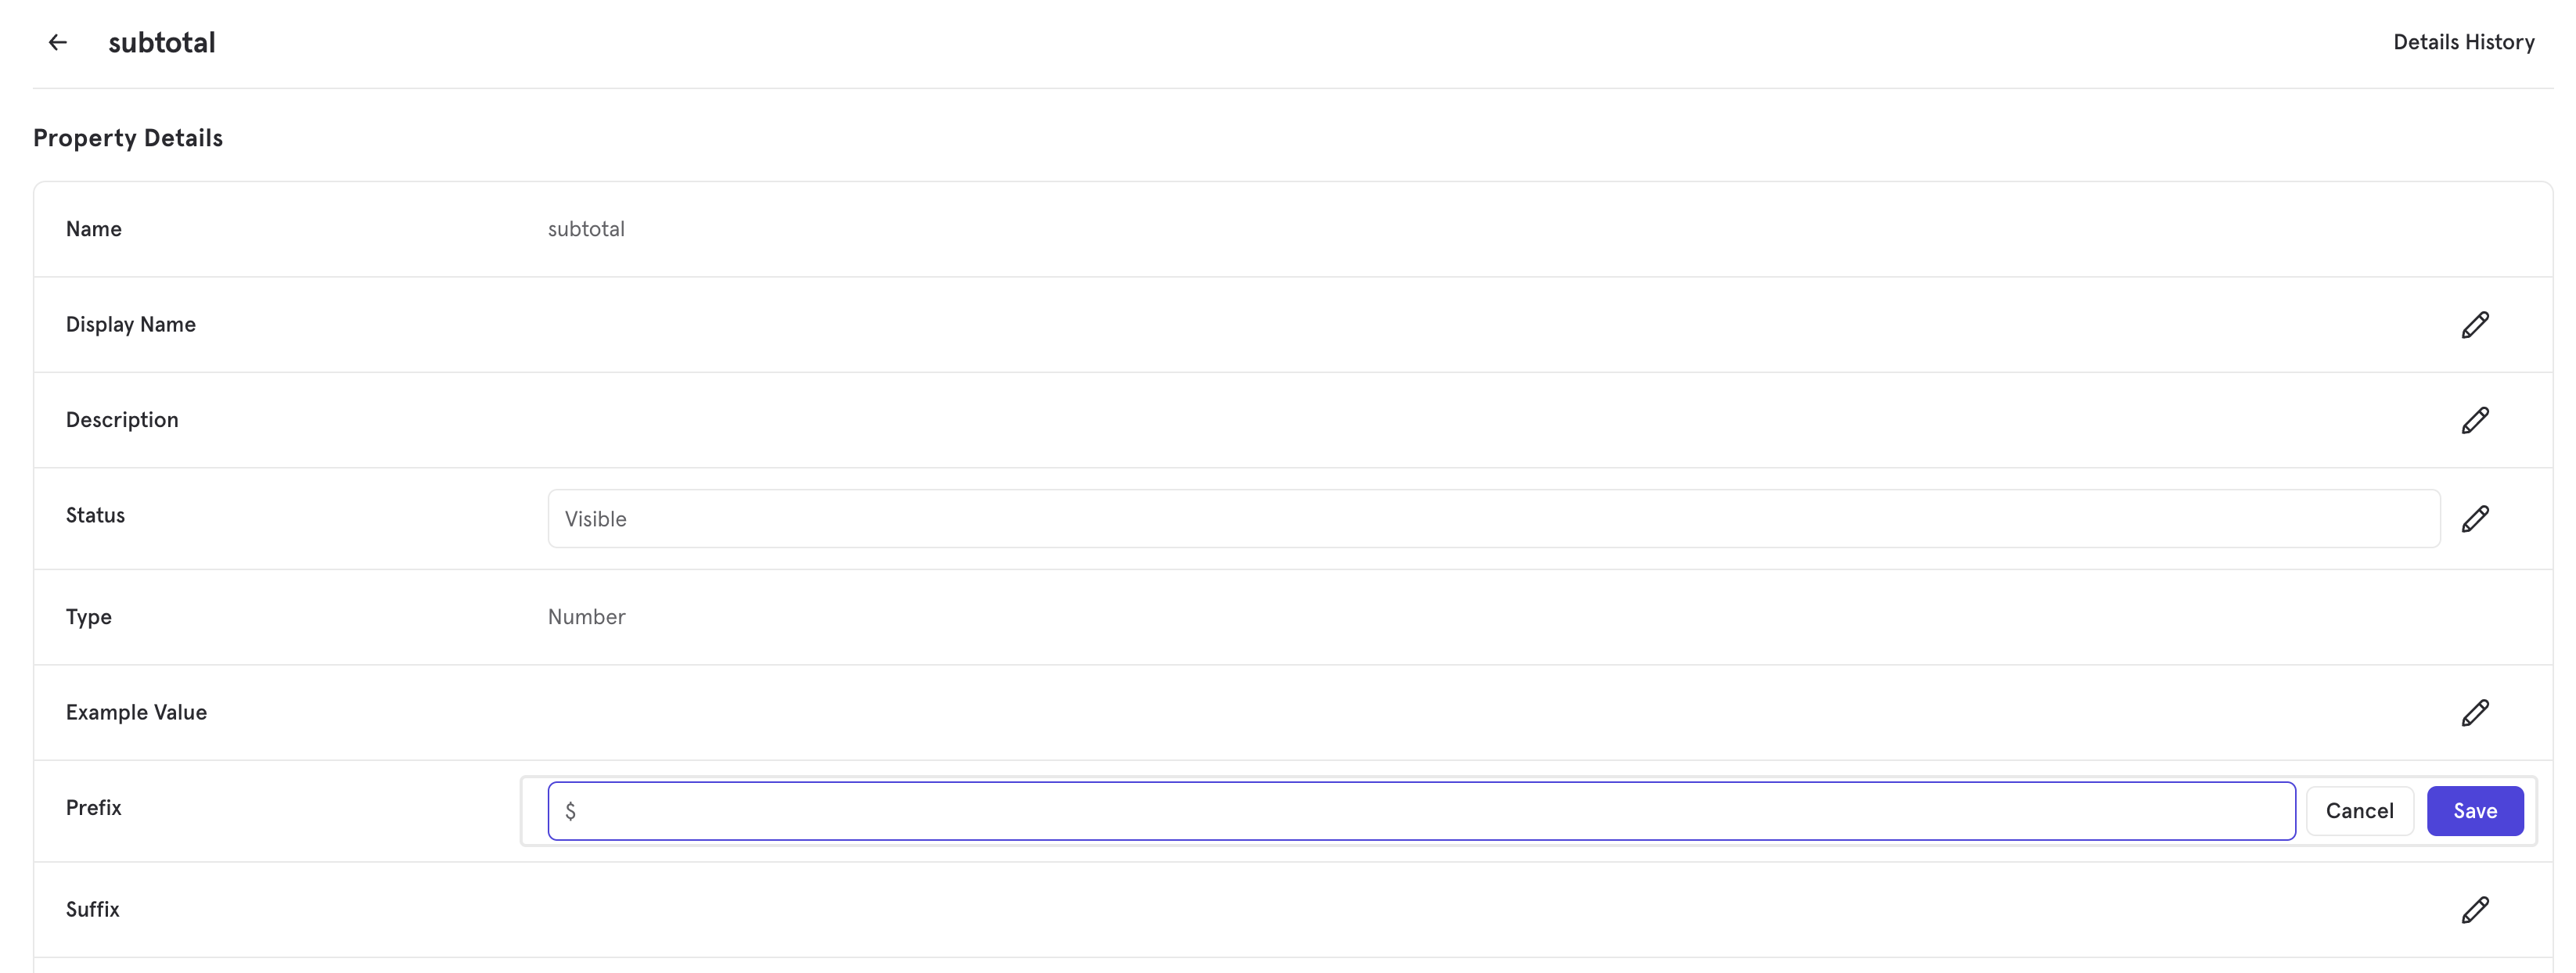 subtotal
Details History
Property Details
Name
subtotal
Display Name
Description
Status
Visible
Type
Number
Example Value
Prefix
$
Cancel
Save
Suffix